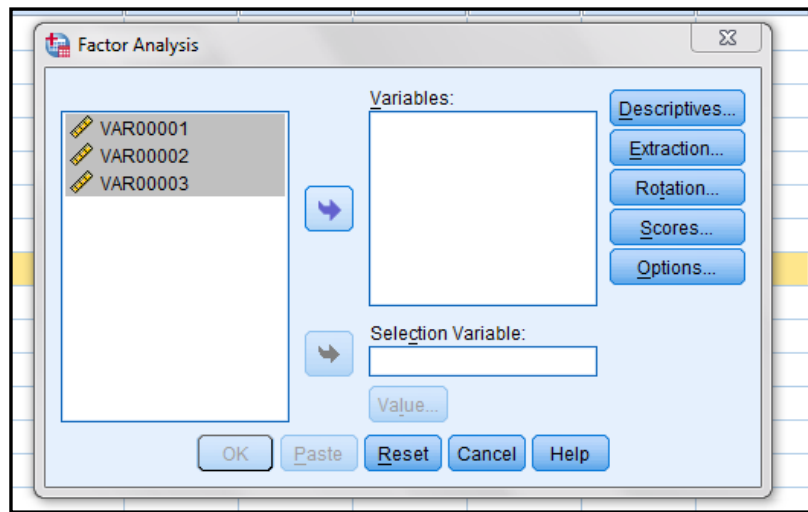 Factor Analysis
VAR00001
VAR00002
VAR00003
Variables:
Descriptives...
Extraction...
Rotation...
Scores...
Options...
Selection Variable:
Value...
OK
Paste
Reset
Cancel
Help